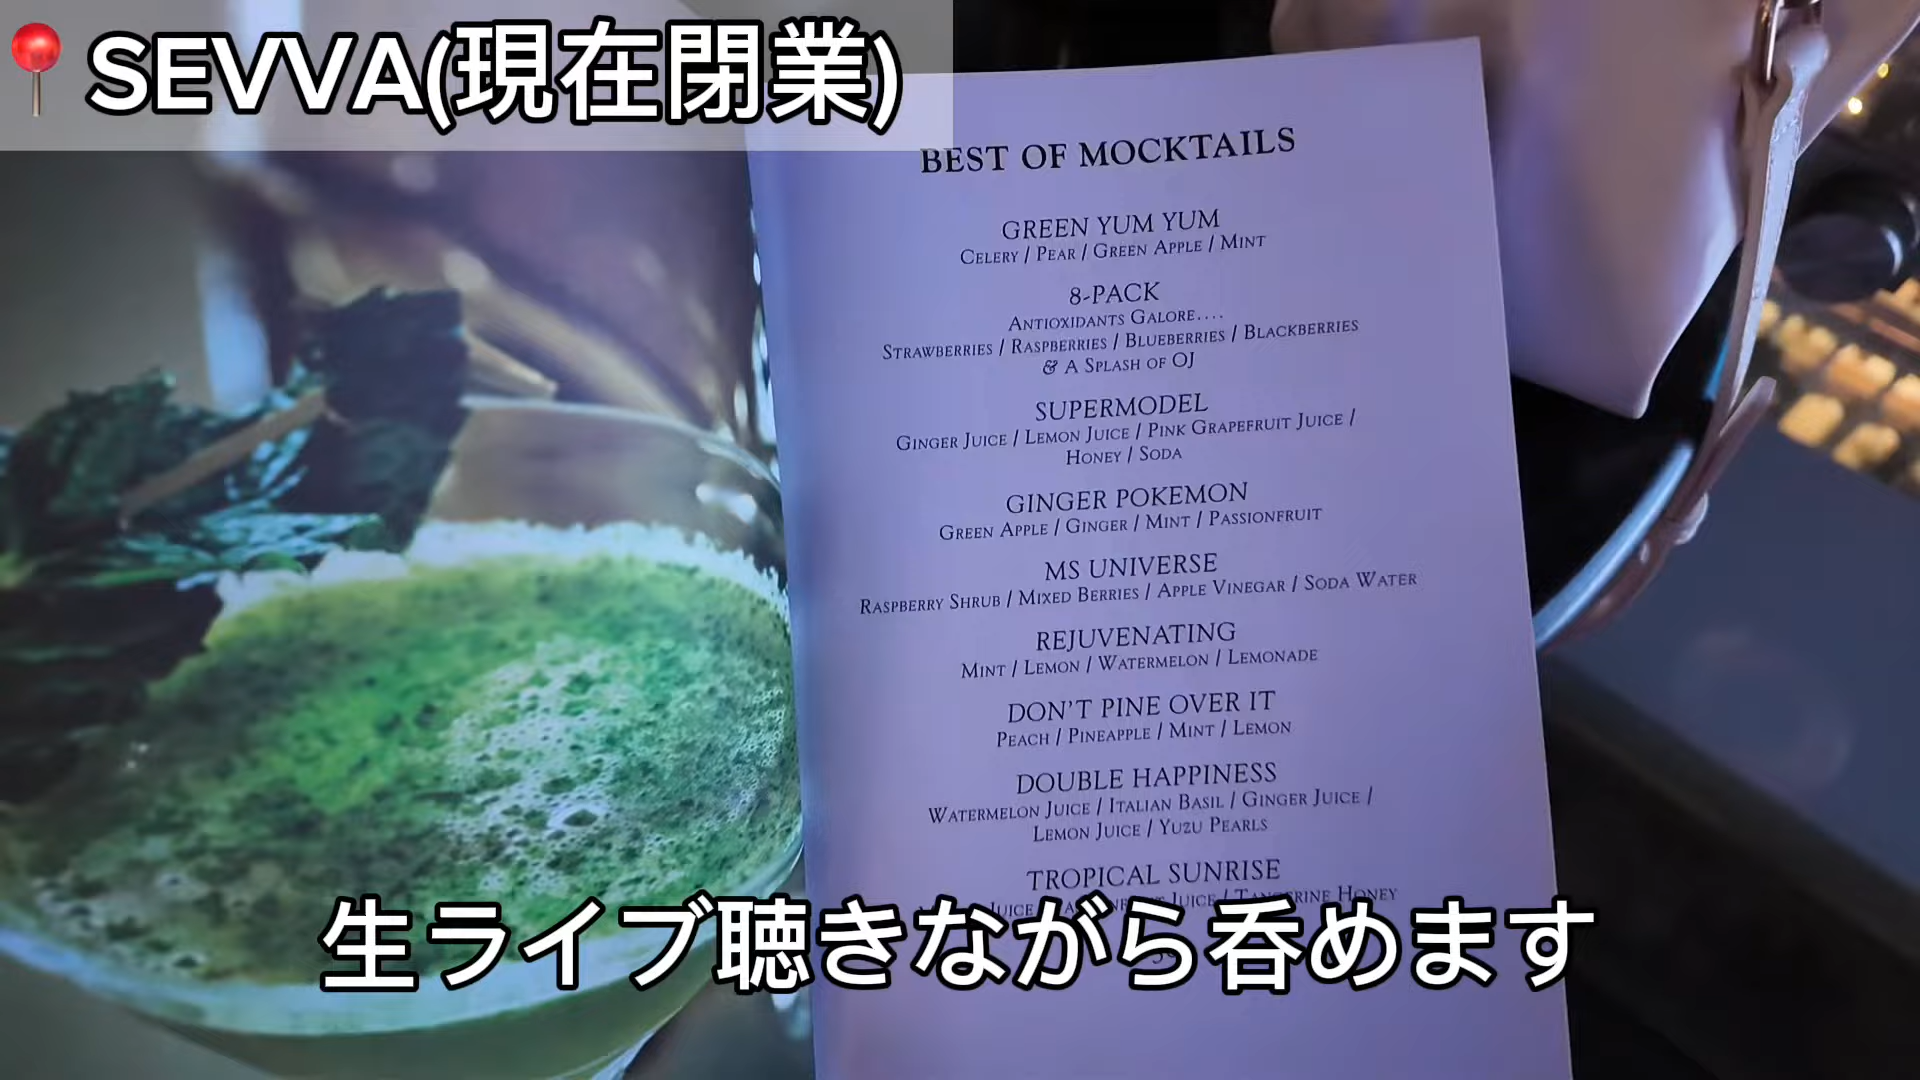 SEVVA(現在閉業)
BEST OF MOCKTAILS
GREEN YUM YUM
CELERY / PEAR / GREEN APPLE / MINT
8-PACK
ANTIOXIDANTS GALORE....
STRAWBERRIES / RASPBERRIES / BLUEBERRIES / BLACKBERRIES
& A SPLASH OF OJ
SUPERMODEL
GINGER JUICE / LEMON JUICE / PINK GRAPEFRUIT JUICE /
HONEY / SODA
GINGER POKEMON
GREEN APPLE / GINGER / MINT / PASSIONFRUIT
MS UNIVERSE
RASPBERRY SHRUB / MIXED BERRIES / APPLE VINEGAR / SODA WATER
REJUVENATING
MINT / LEMON / WATERMELON / LEMONADE
DON'T PINE OVER IT
PEACH / PINEAPPLE / MINT / LEMON
DOUBLE HAPPINESS
WATERMELON JUICE / ITALIAN BASIL / GINGER JUICE /
LEMON JUICE / YUZU PEARLS
TROPICAL SUNRISE
JUICE / TANGERINE HONEY
生ライブ聴きながら呑めます